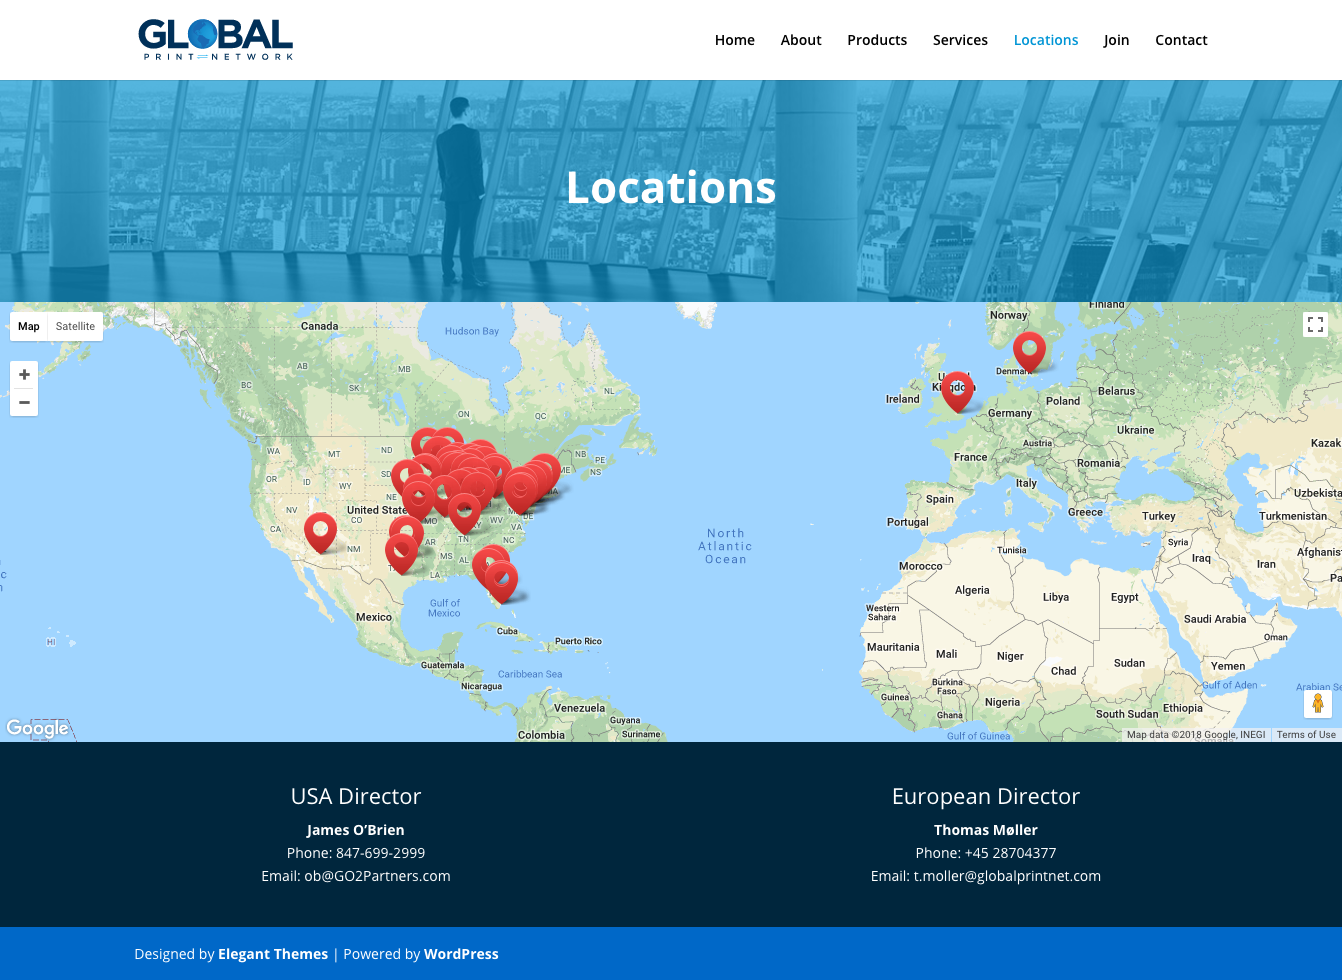 GLOBAL
PRINT NETWORK
Home About Products Services Locations Join Contact
Locations
Map Satellite
Canada
Hudson Bay
Norway
Finland
BC
AB
MB
SK
NL
ON
QC
Denmark
Ireland
Belarus
Poland
Germany
Ukraine
Austria
France
Romania
Kazak
WA
MT
ND
NB
PE
NS
ME
OR
ID
WY
NE
IA
Italy
Spain
Portugal
Greece
Turkey
Uzbekista
Turkmenistan
NV
CA
CO
United State
MO
WV
VA
DE
NM
AR
TN
NC
MS
AL
SC
LA
North
Atlantic
Ocean
Tunisia
Syria
Iraq
Iran
Afghanis
Pa
Morocco
Algeria
Libya
Egypt
Western
Sahara
Saudi Arabia
Oman
Gulf of
Mexico
Mexico
HI
Cuba
Puerto Rico
Mauritania
Mali
Niger
Chad
Sudan
Yemen
Guatemala
Caribbean Sea
Nicaragua
Burkina
Faso
Guinea
Nigeria
Ghana
Gulf of Aden
Arabian Se
South Sudan
Ethiopia
Venezuela
Guyana
Suriname
Colombia
Gulf of Guinea
Google
Map data ©2018 Google, INEGI Terms of Use
USA Director
James O’Brien
Phone: 847-699-2999
Email: ob@GO2Partners.com
European Director
Thomas Møller
Phone: +45 28704377
Email: t.moller@globalprintnet.com
Designed by Elegant Themes | Powered by WordPress